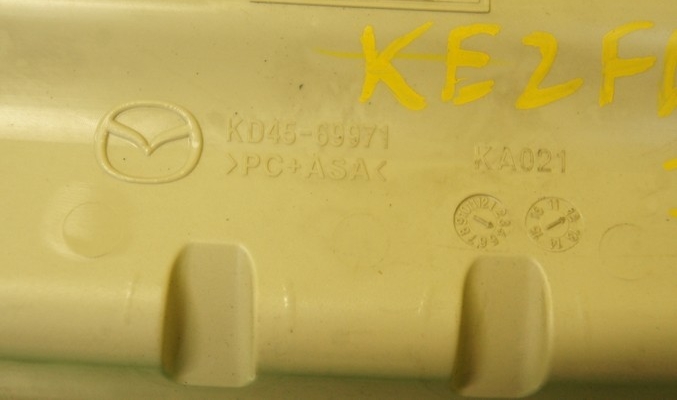 KE2F
KD45-69971
>PC+ASA<
KA021